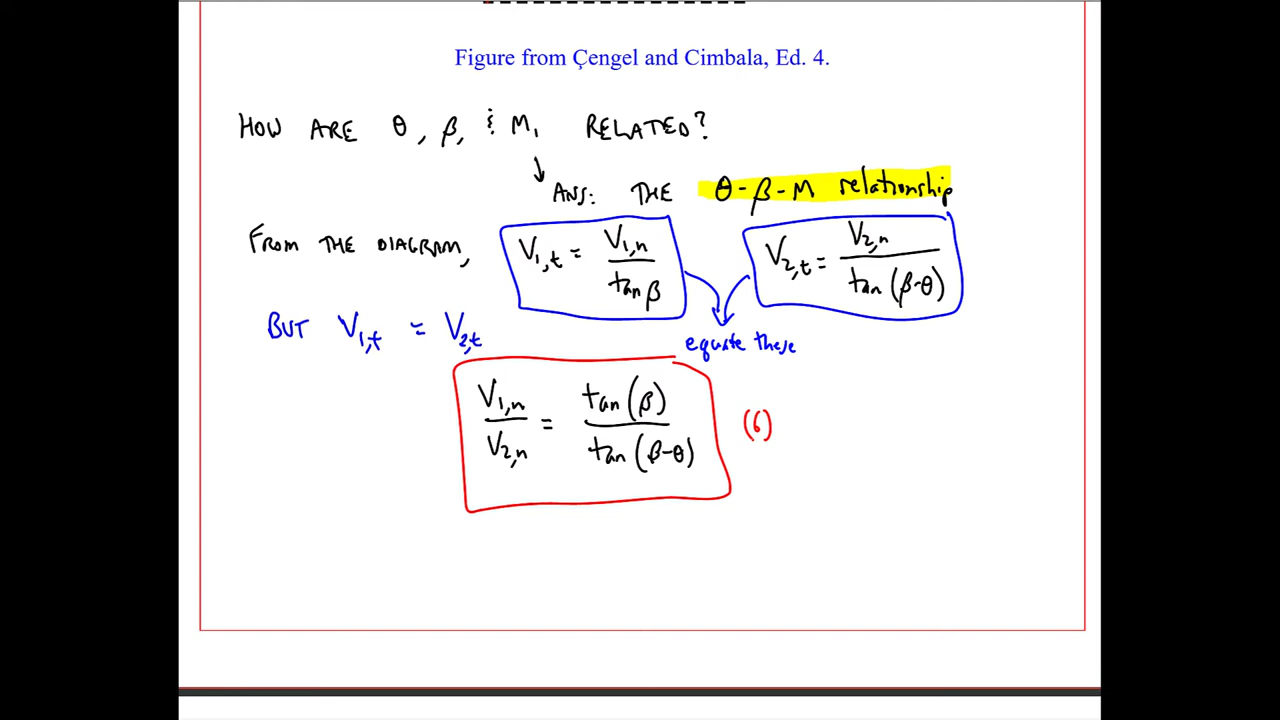 Figure from Çengel and Cimbala, Ed. 4.
HOW ARE θ, β, & M₁ RELATED?
ANS: THE θ-β-M relationship
FROM THE DIAGRAM, V₁,t = V₁,n / tan β   V₂,t = V₂,n / tan (β-θ)
BUT V₁,t = V₂,t
equate these
V₁,n / V₂,n = tan(β) / tan(β-θ) (6)